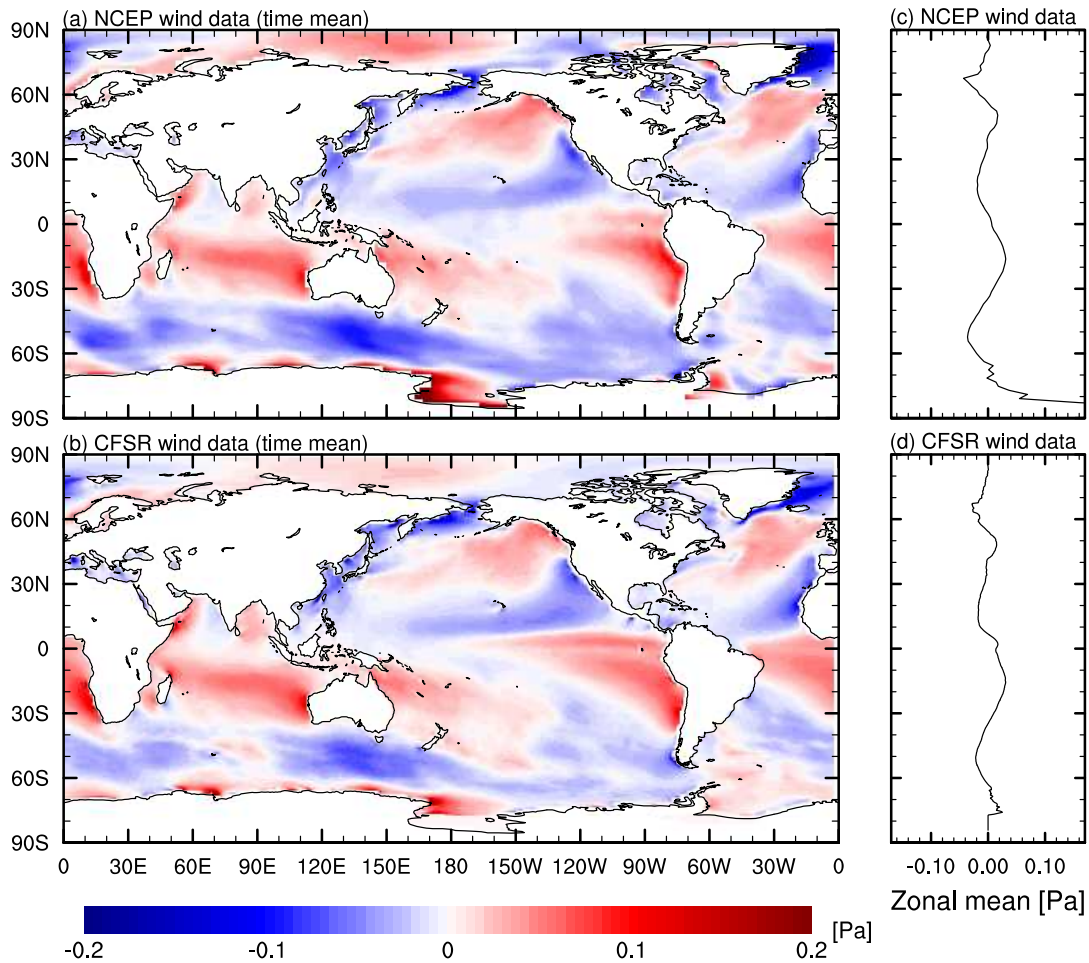 (a) NCEP wind data (time mean)
(c) NCEP wind data
90N
60N
30N
0
30S
60S
90S
(b) CFSR wind data (time mean)
(d) CFSR wind data
90N
60N
30N
0
30S
60S
90S
0 30E 60E 90E 120E 150E 180 150W 120W 90W 60W 30W 0
-0.10 0.00 0.10
Zonal mean [Pa]
-0.2 -0.1 0 0.1 0.2 [Pa]